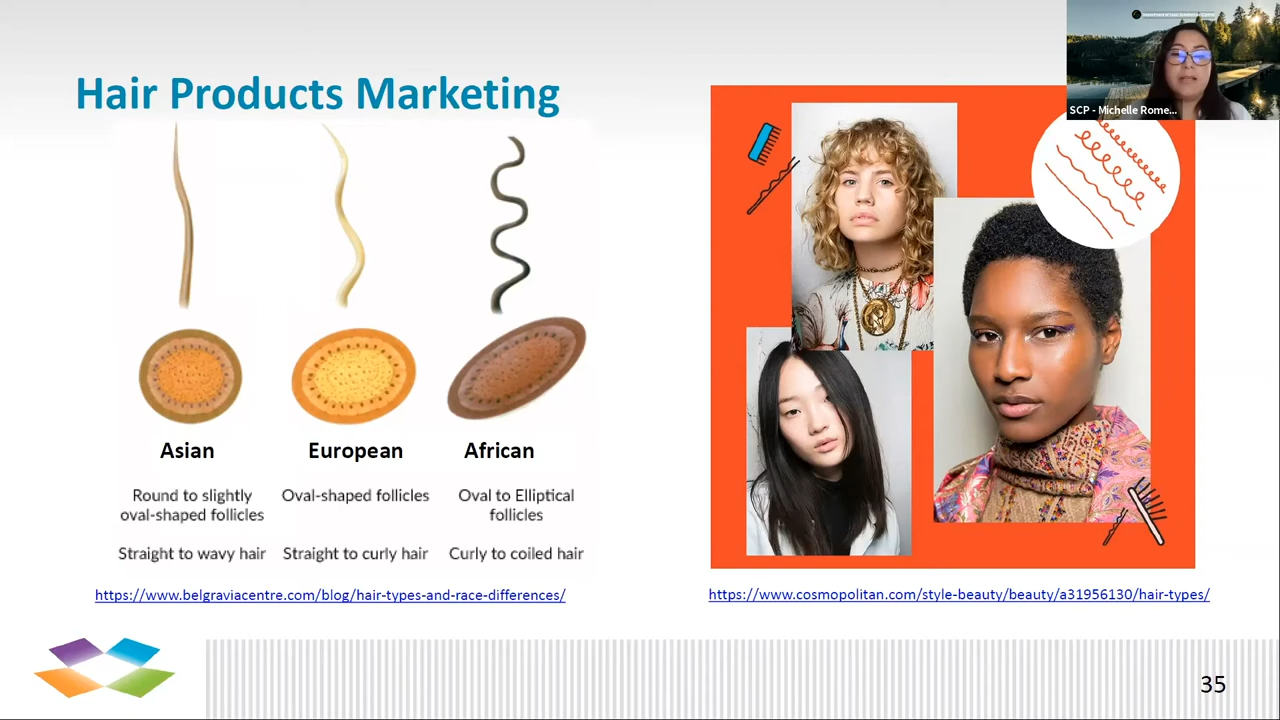 Hair Products Marketing
SCP - Michelle Rome...
Asian
European
African
Round to slightly
oval-shaped follicles
Oval-shaped follicles
Oval to Elliptical
follicles
Straight to wavy hair
Straight to curly hair
Curly to coiled hair
https://www.belgraviacentre.com/blog/hair-types-and-race-differences/
https://www.cosmopolitan.com/style-beauty/beauty/a31956130/hair-types/
35